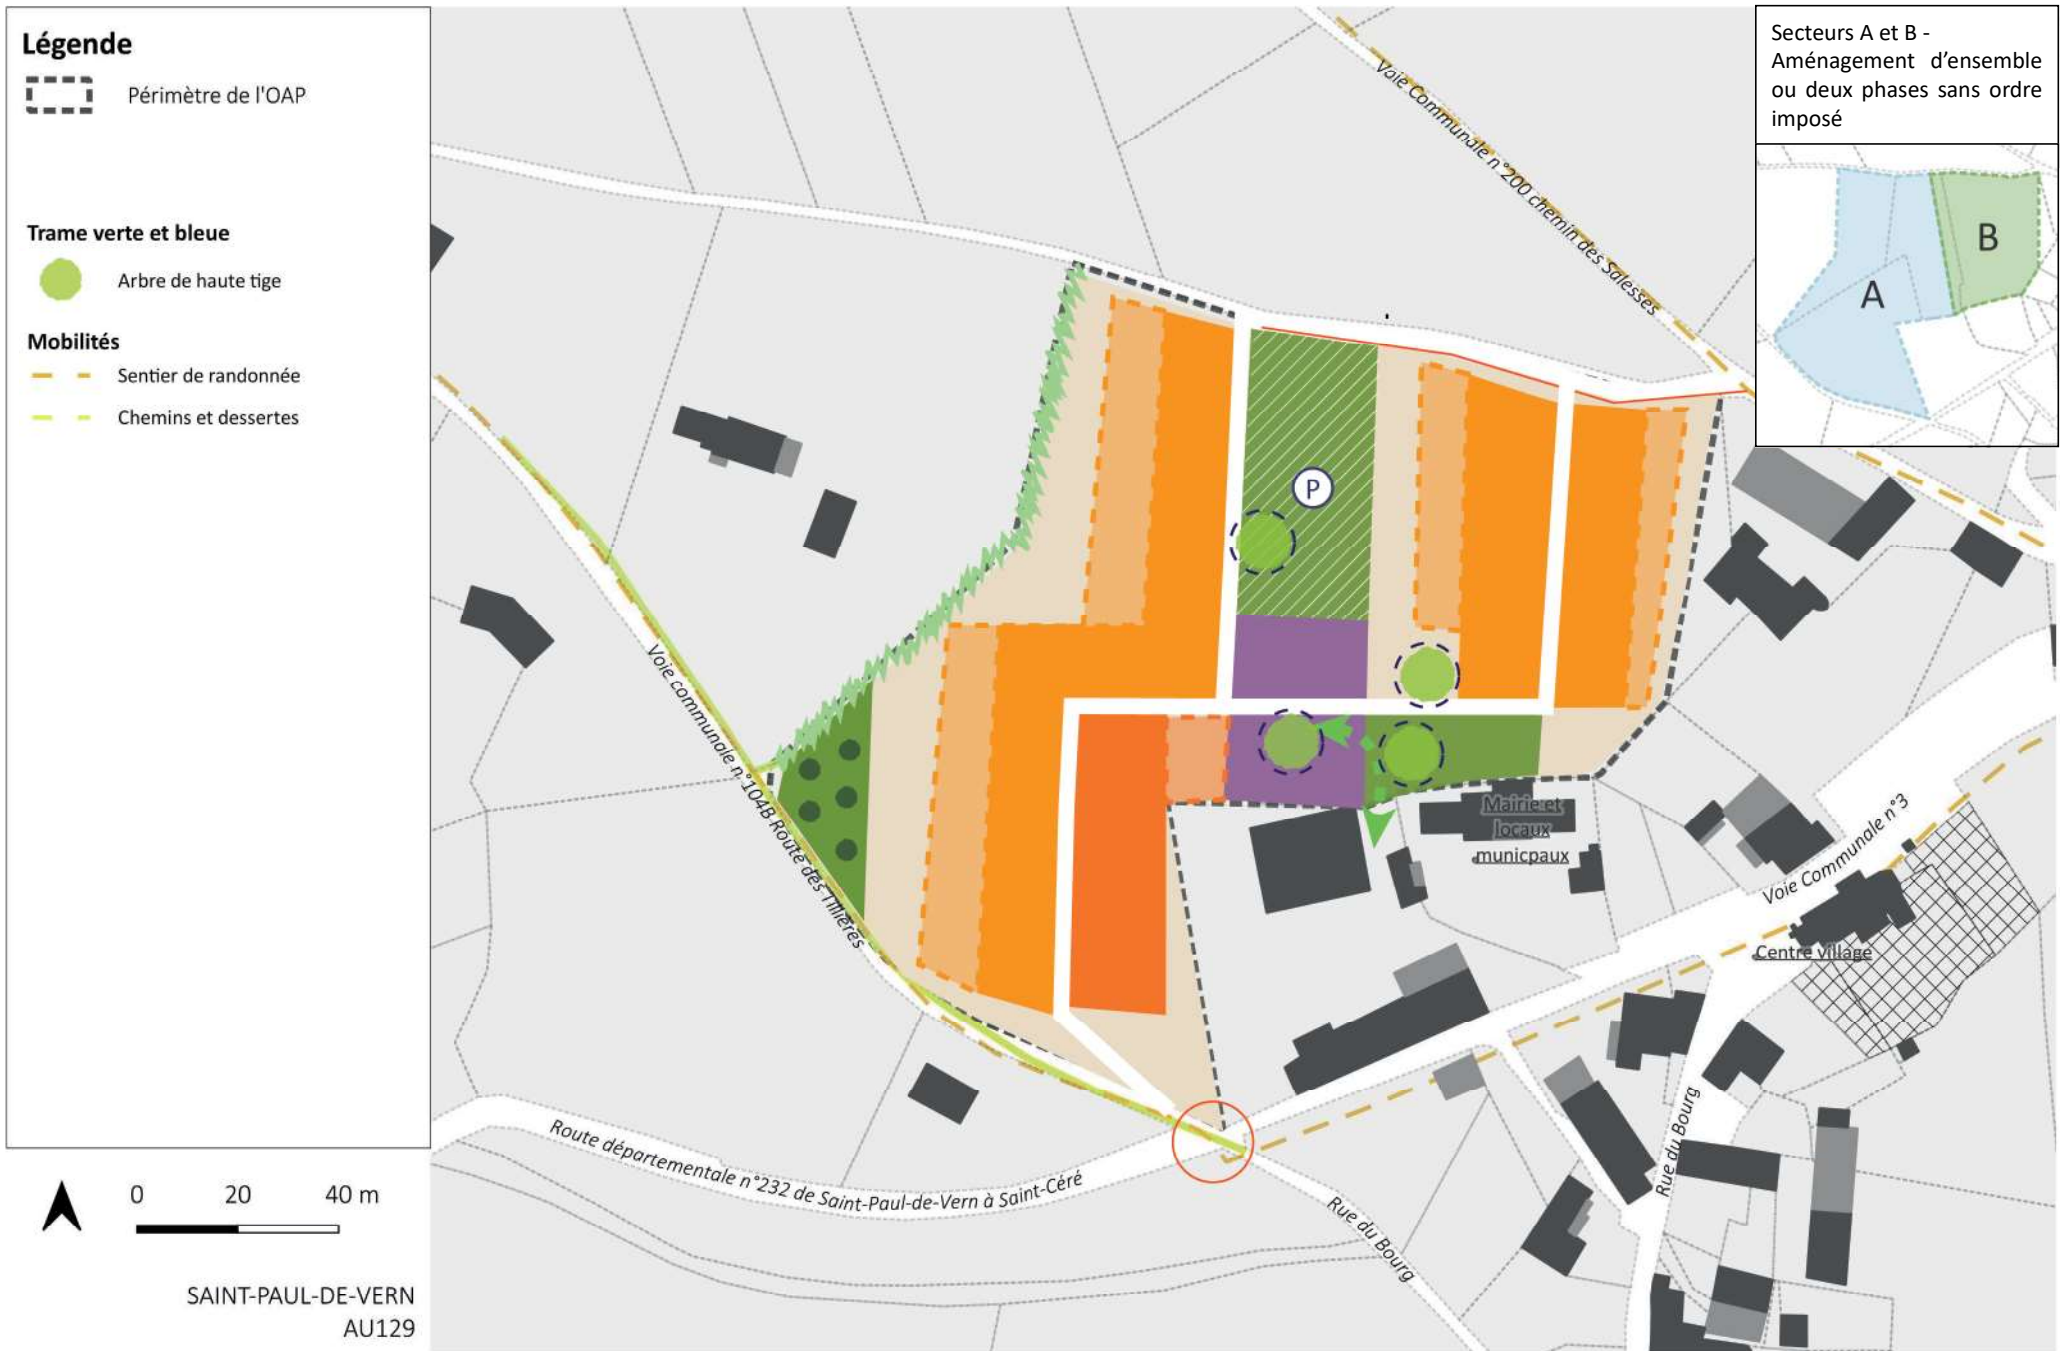 Légende
Périmètre de l'OAP
Trame verte et bleue
Arbre de haute tige
Mobilités
Sentier de randonnée
Chemins et dessertes
0 20 40 m
SAINT-PAUL-DE-VERN
AU129
Secteurs A et B -
Aménagement d'ensemble
ou deux phases sans ordre
imposé
A
B
Voie Communale n°200 chemin des Salesses
P
Voie communale n°104B Route des Tillières
Mairie et
locaux
municpaux
Voie Communale n°3
Centre village
Route départementale n°232 de Saint-Paul-de-Vern à Saint-Céré
Rue du Bourg
Rue du Bourg